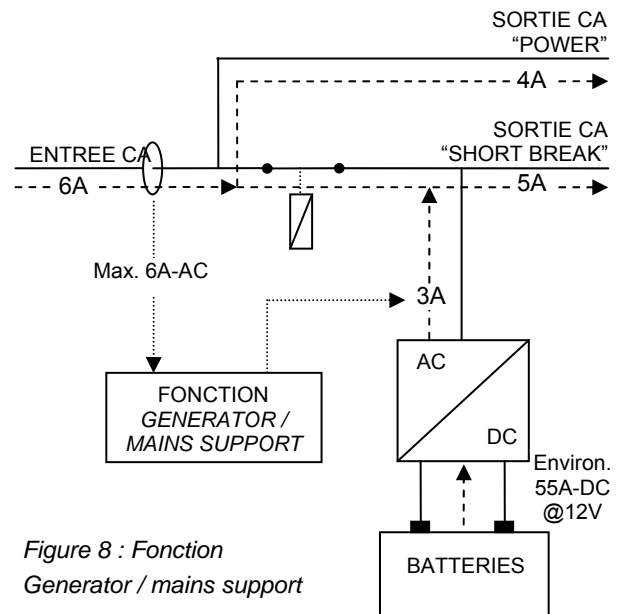 SORTIE CA
“POWER”
4A
SORTIE CA
“SHORT BREAK”
ENTREE CA
6A
5A
Max. 6A-AC
3A
FONCTION
GENERATOR /
MAINS SUPPORT
AC
DC
Environ.
55A-DC
@12V
BATTERIES
Figure 8 : Fonction
Generator / mains support